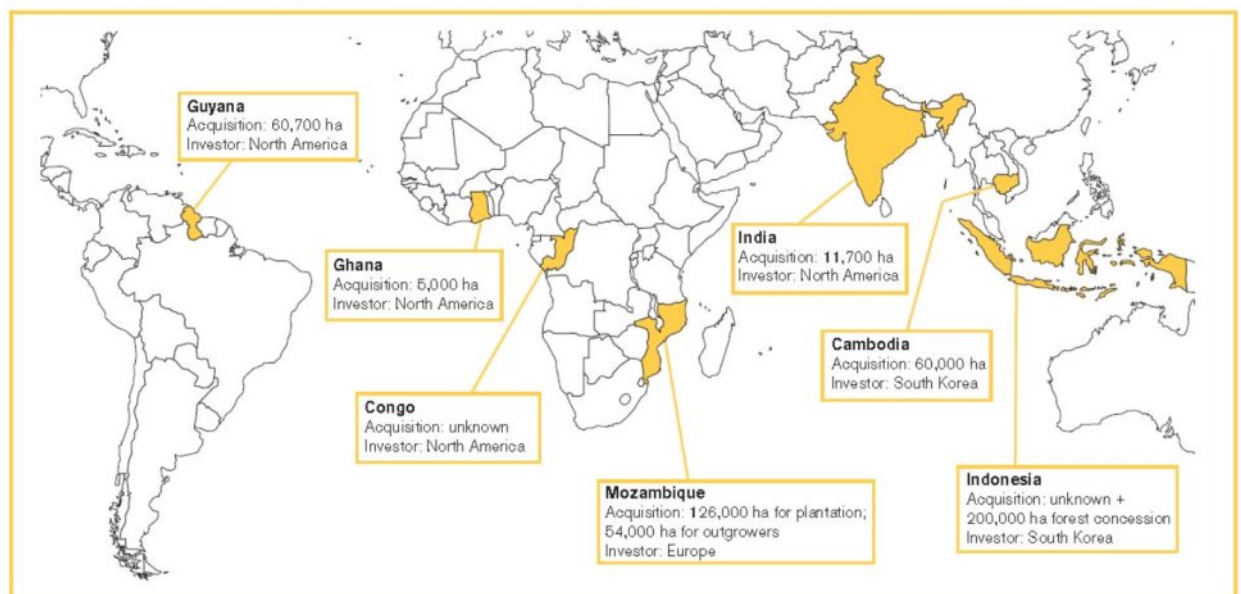 Guyana
Acquisition: 60,700 ha
Investor: North America
Ghana
Acquisition: 5,000 ha
Investor: North America
Congo
Acquisition: unknown
Investor: North America
Mozambique
Acquisition: 126,000 ha for plantation;
54,000 ha for outgrowers
Investor: Europe
India
Acquisition: 11,700 ha
Investor: North America
Cambodia
Acquisition: 60,000 ha
Investor: South Korea
Indonesia
Acquisition: unknown +
200,000 ha forest concession
Investor: South Korea